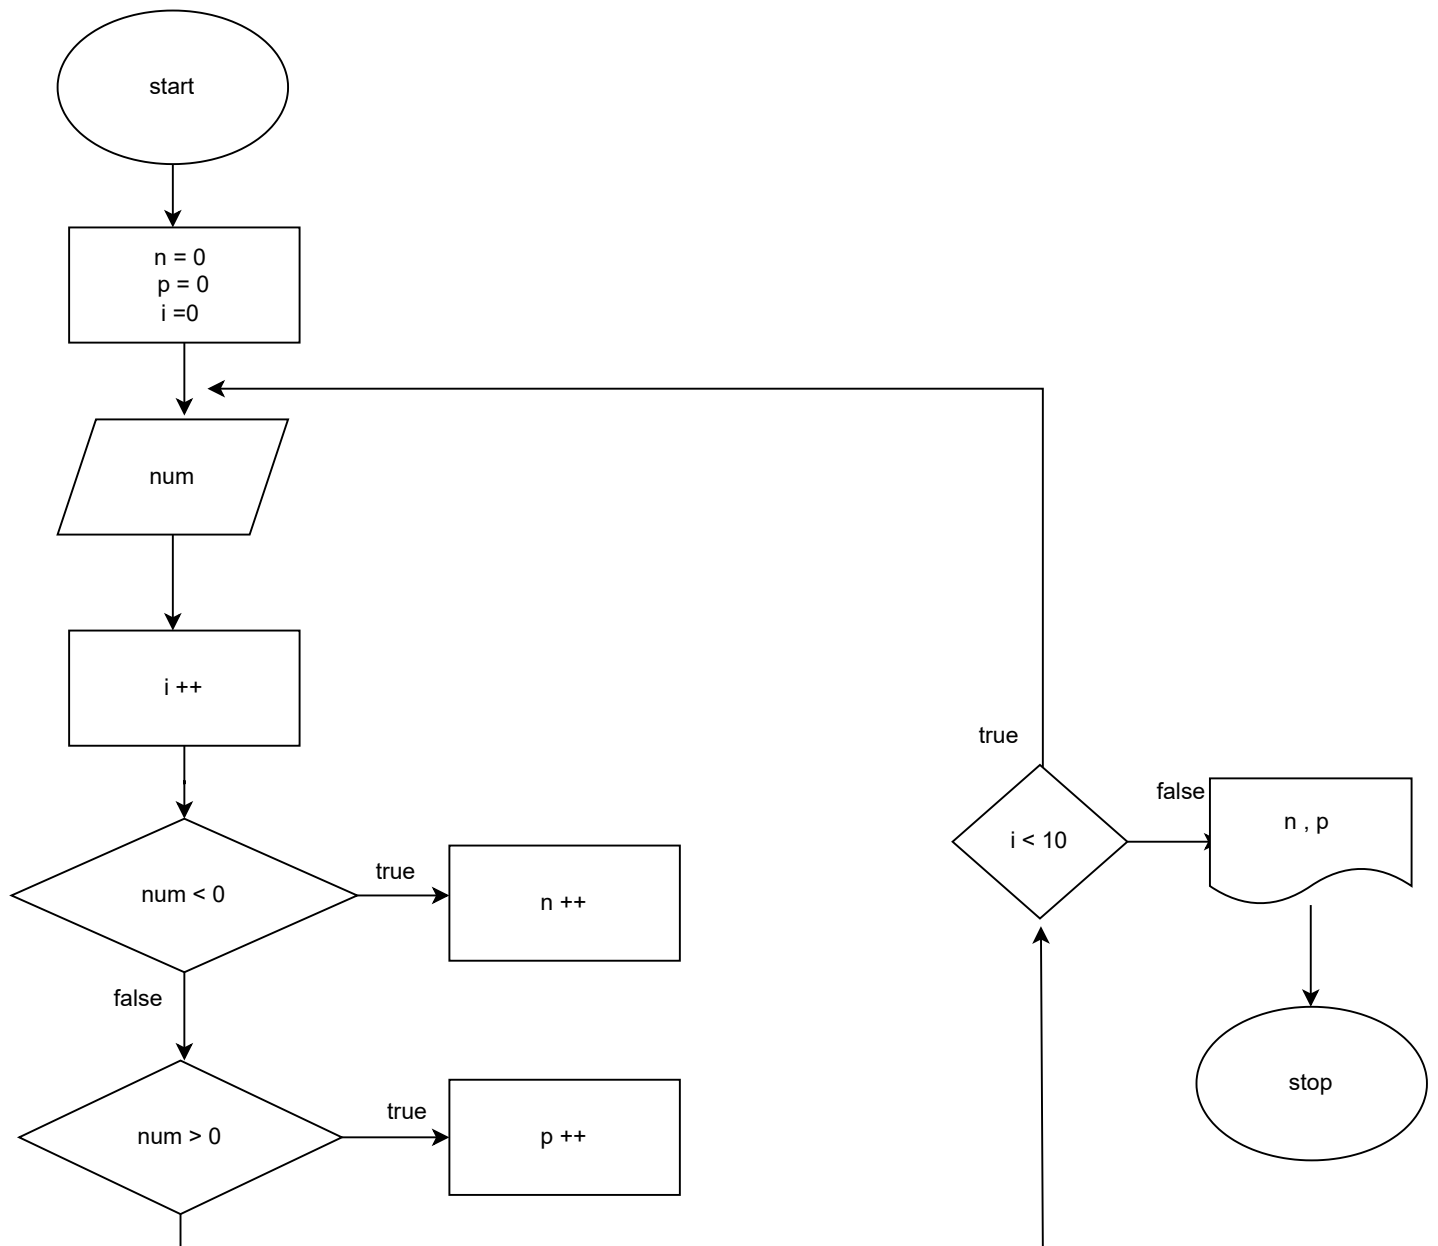 start
n = 0
p = 0
i =0
num
i ++
num < 0
true
n ++
false
num > 0
true
p ++
true
i < 10
false
n , p
stop